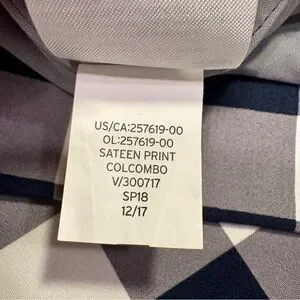 US/CA:257619-00
OL:257619-00
SATEEN PRINT
COLCOMBO
V/300717
SP18
12/17